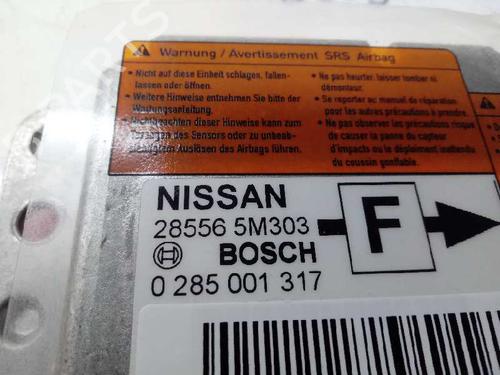 Warnung / Avertissement SRS Airbag
• Nicht auf diese Einheit schlagen, fallen-
lassen oder öffnen.
• Weitere Hinweise entnehmen Sie bitte der
Wartungsanleitung.
• Nichtbeachten dieser Hinweise kann zum
Versagen des Sensors oder zu unbeab-
sichtigtem Auslösen des Airbags führen.
• Ne pas heurter, laisser tomber ni
démonter.
• Se reporter au manuel de réparation
pour les autres précautions à prendre.
• Ne pas observer les précautions risque
de causer la panne du capteur
d'impacts ou le déploiement inattendu
du coussin gonflable.
NISSAN
28556 5M303
BOSCH
0 285 001 317
F